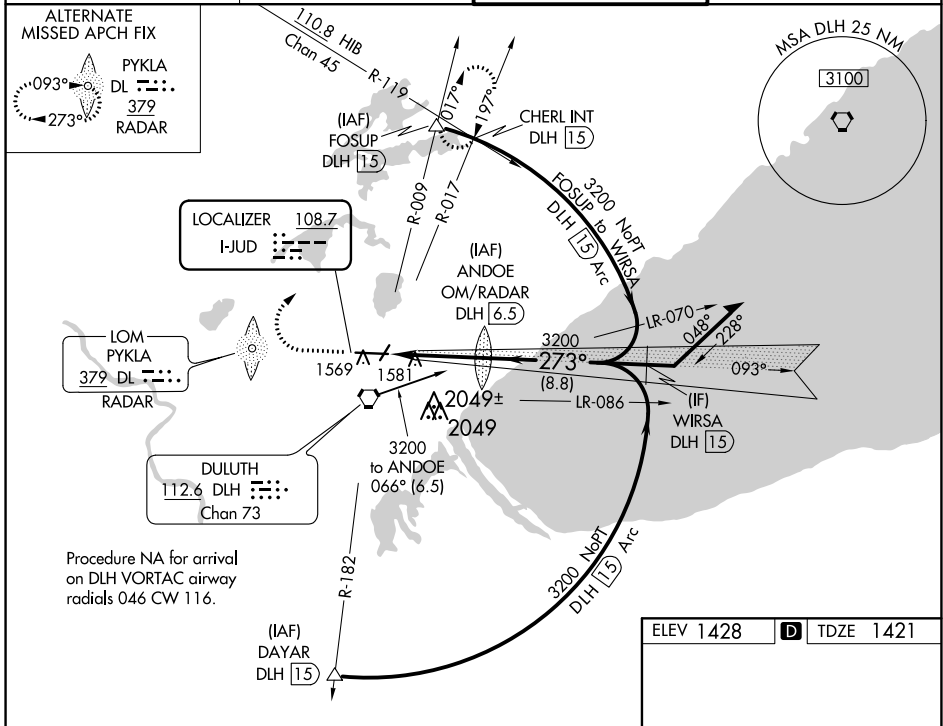 ALTERNATE
MISSED APCH FIX
093°
273°
PYKLA
DL
379
RADAR
110.8 HIB
Chan 45
R-119
017°
197°
(IAF)
FOSUP
DLH 15
CHERL INT
DLH 15
MSA DLH 25 NM
3100
R-009
R-017
3200 NoPT
FOSUP to WIRSA
DLH 15 Arc
LOCALIZER 108.7
I-JUD
(IAF)
ANDOE
OM/RADAR
DLH 6.5
LR-070
048°
228°
3200
273°
(8.8)
093°
LOM
PYKLA
379 DL
RADAR
1569
1581
2049±
2049
LR-086
(IF)
WIRSA
DLH 15
3200
to ANDOE
066° (6.5)
DULUTH
112.6 DLH
Chan 73
R-182
Procedure NA for arrival
on DLH VORTAC airway
radials 046 CW 116.
3200 NoPT
DLH 15 Arc
(IAF)
DAYAR
DLH 15
ELEV 1428 D TDZE 1421